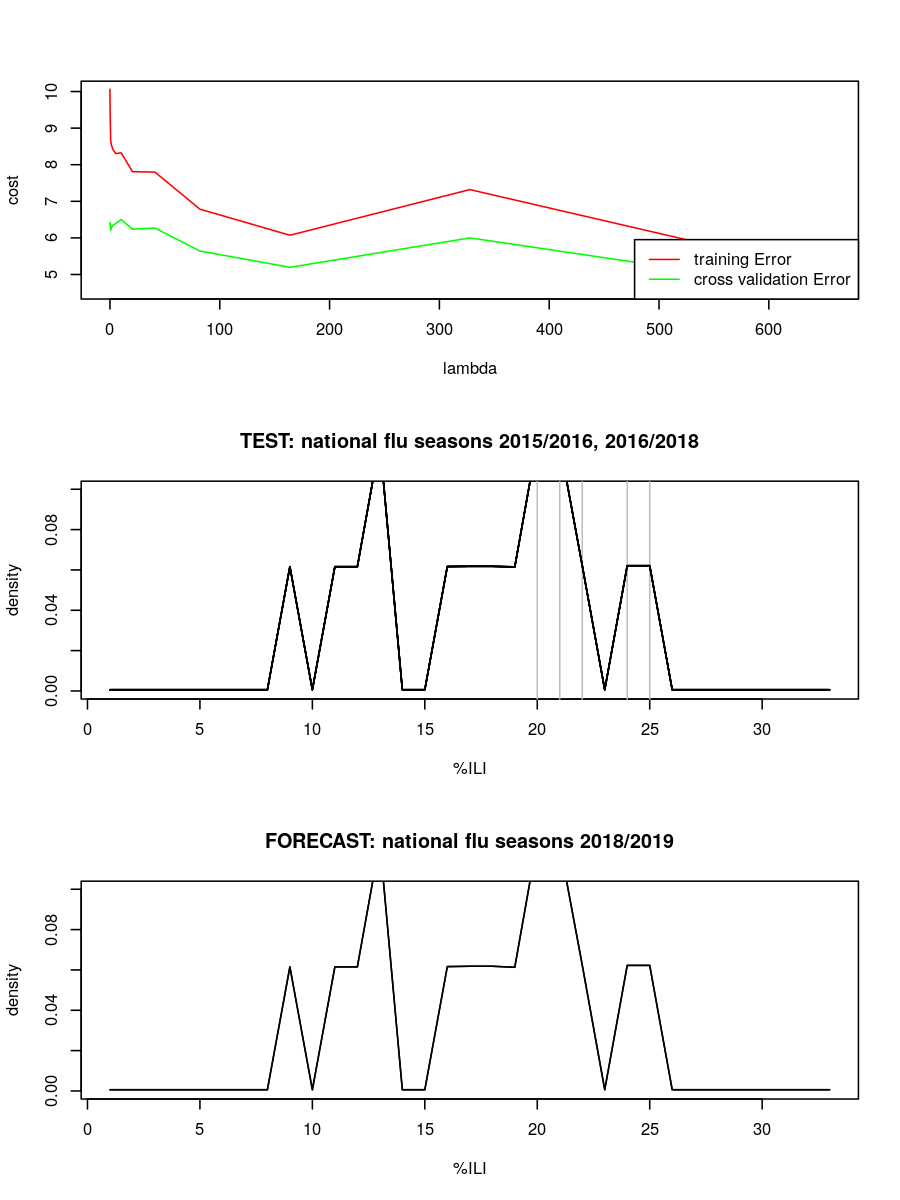 cost
10
9
8
7
6
5
training Error
cross validation Error
0 100 200 300 400 500 600
lambda
TEST: national flu seasons 2015/2016, 2016/2018
density
0.08
0.04
0.00
0 5 10 15 20 25 30
%ILI
FORECAST: national flu seasons 2018/2019
density
0.08
0.04
0.00
0 5 10 15 20 25 30
%ILI